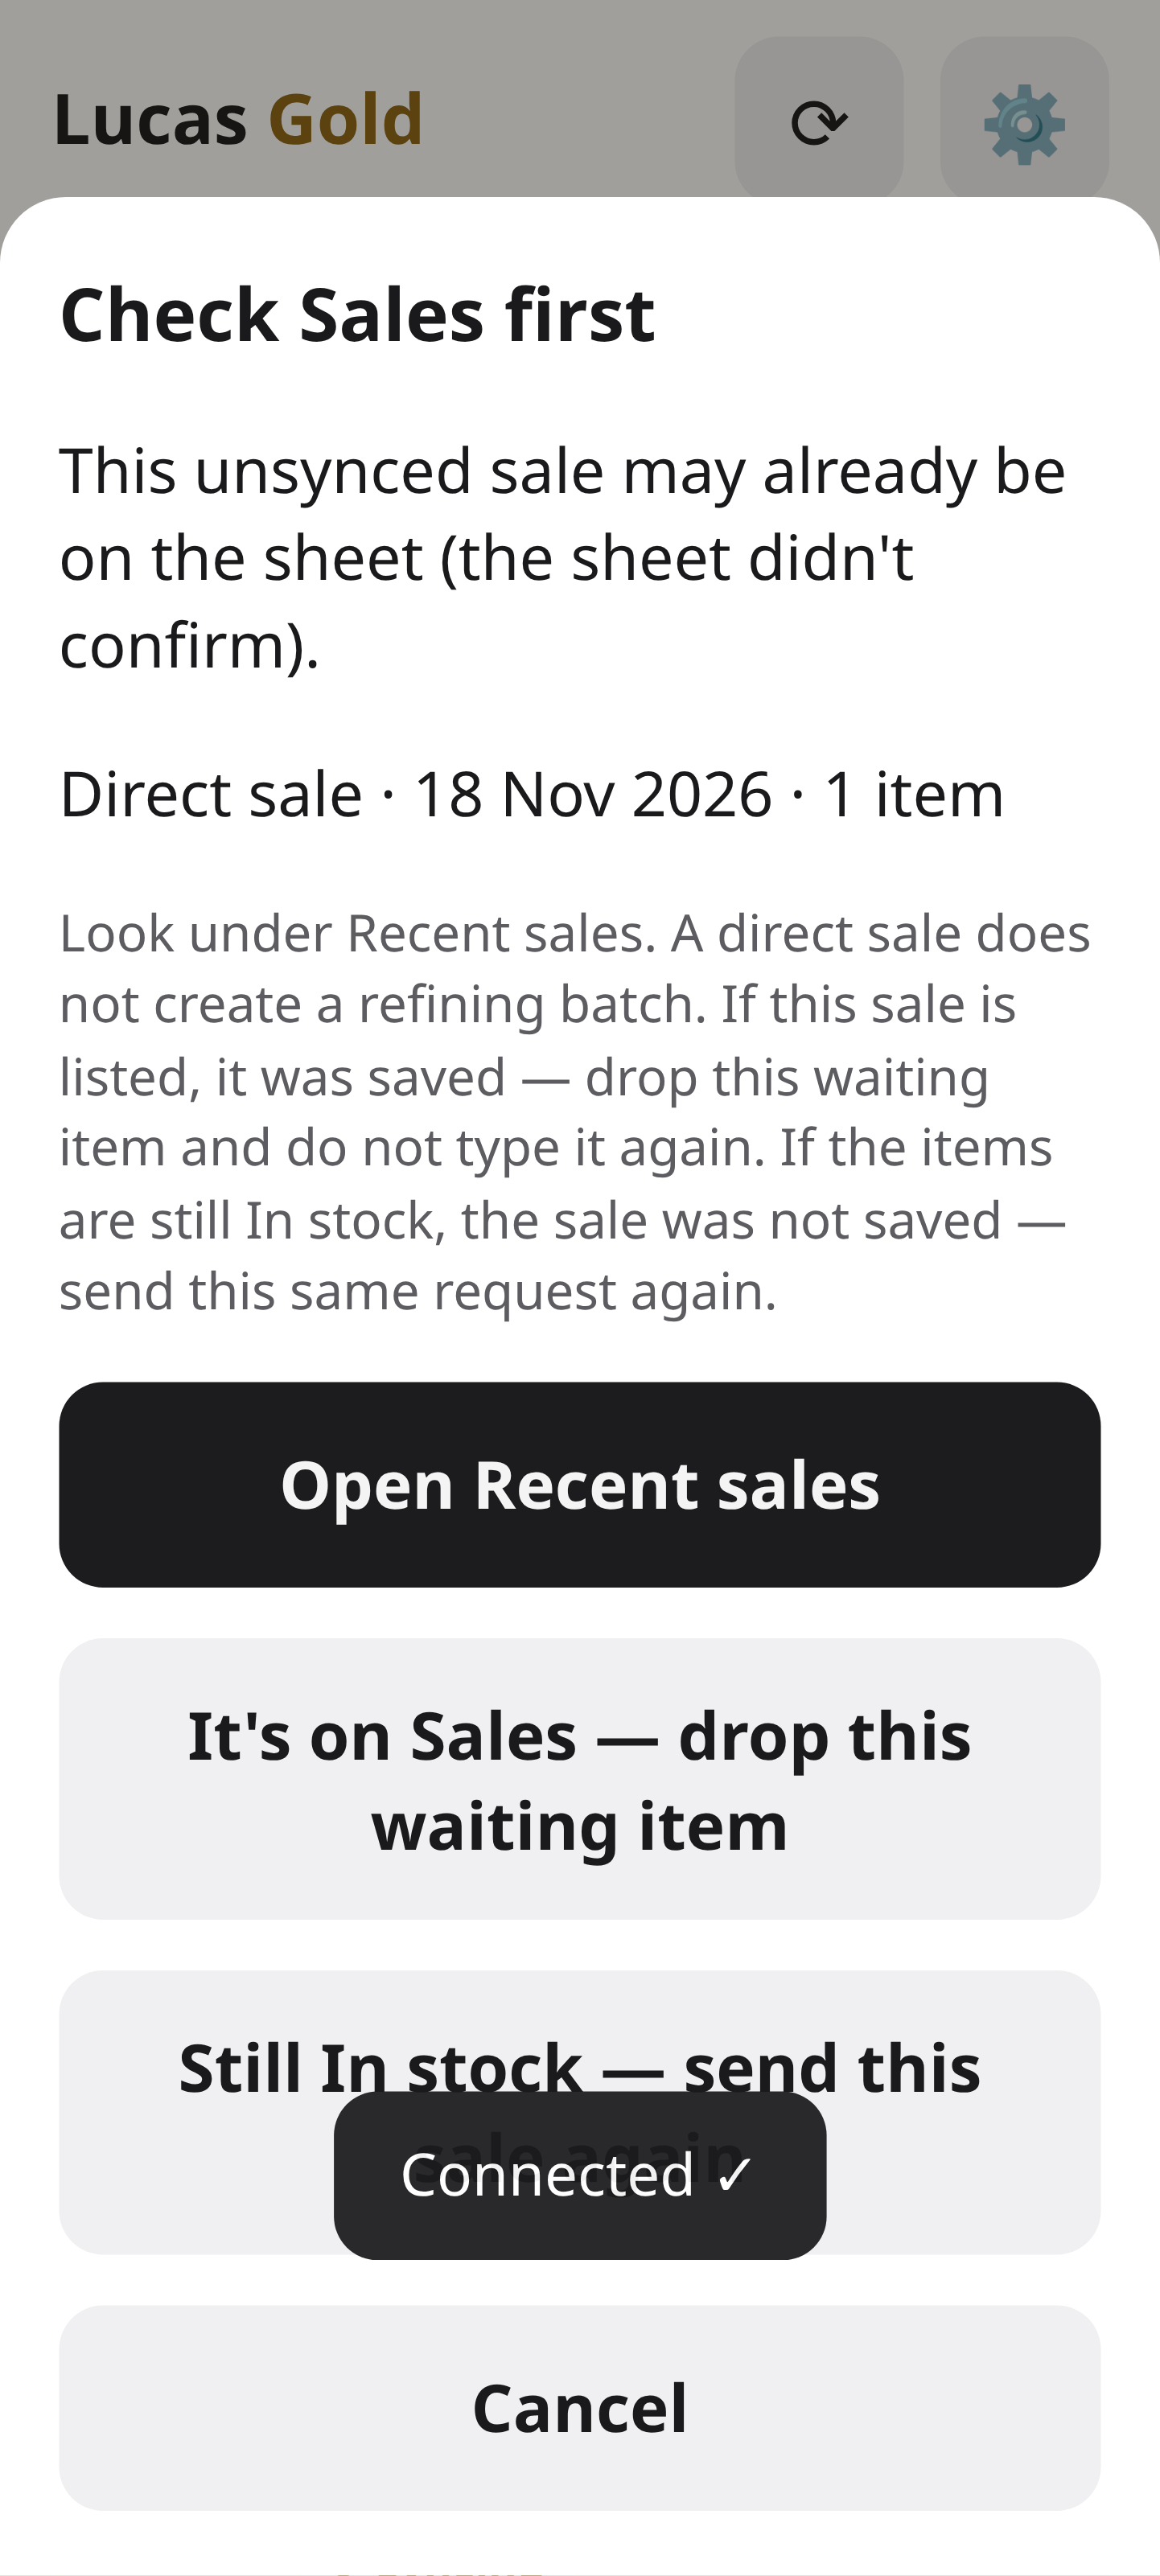 Lucas Gold
Check Sales first
This unsynced sale may already be
on the sheet (the sheet didn't
confirm).
Direct sale · 18 Nov 2026 · 1 item
Look under Recent sales. A direct sale does
not create a refining batch. If this sale is
listed, it was saved — drop this waiting
item and do not type it again. If the items
are still In stock, the sale was not saved —
send this same request again.
Open Recent sales
It's on Sales — drop this
waiting item
Still In stock — send this
sale again
Connected ✓
Cancel